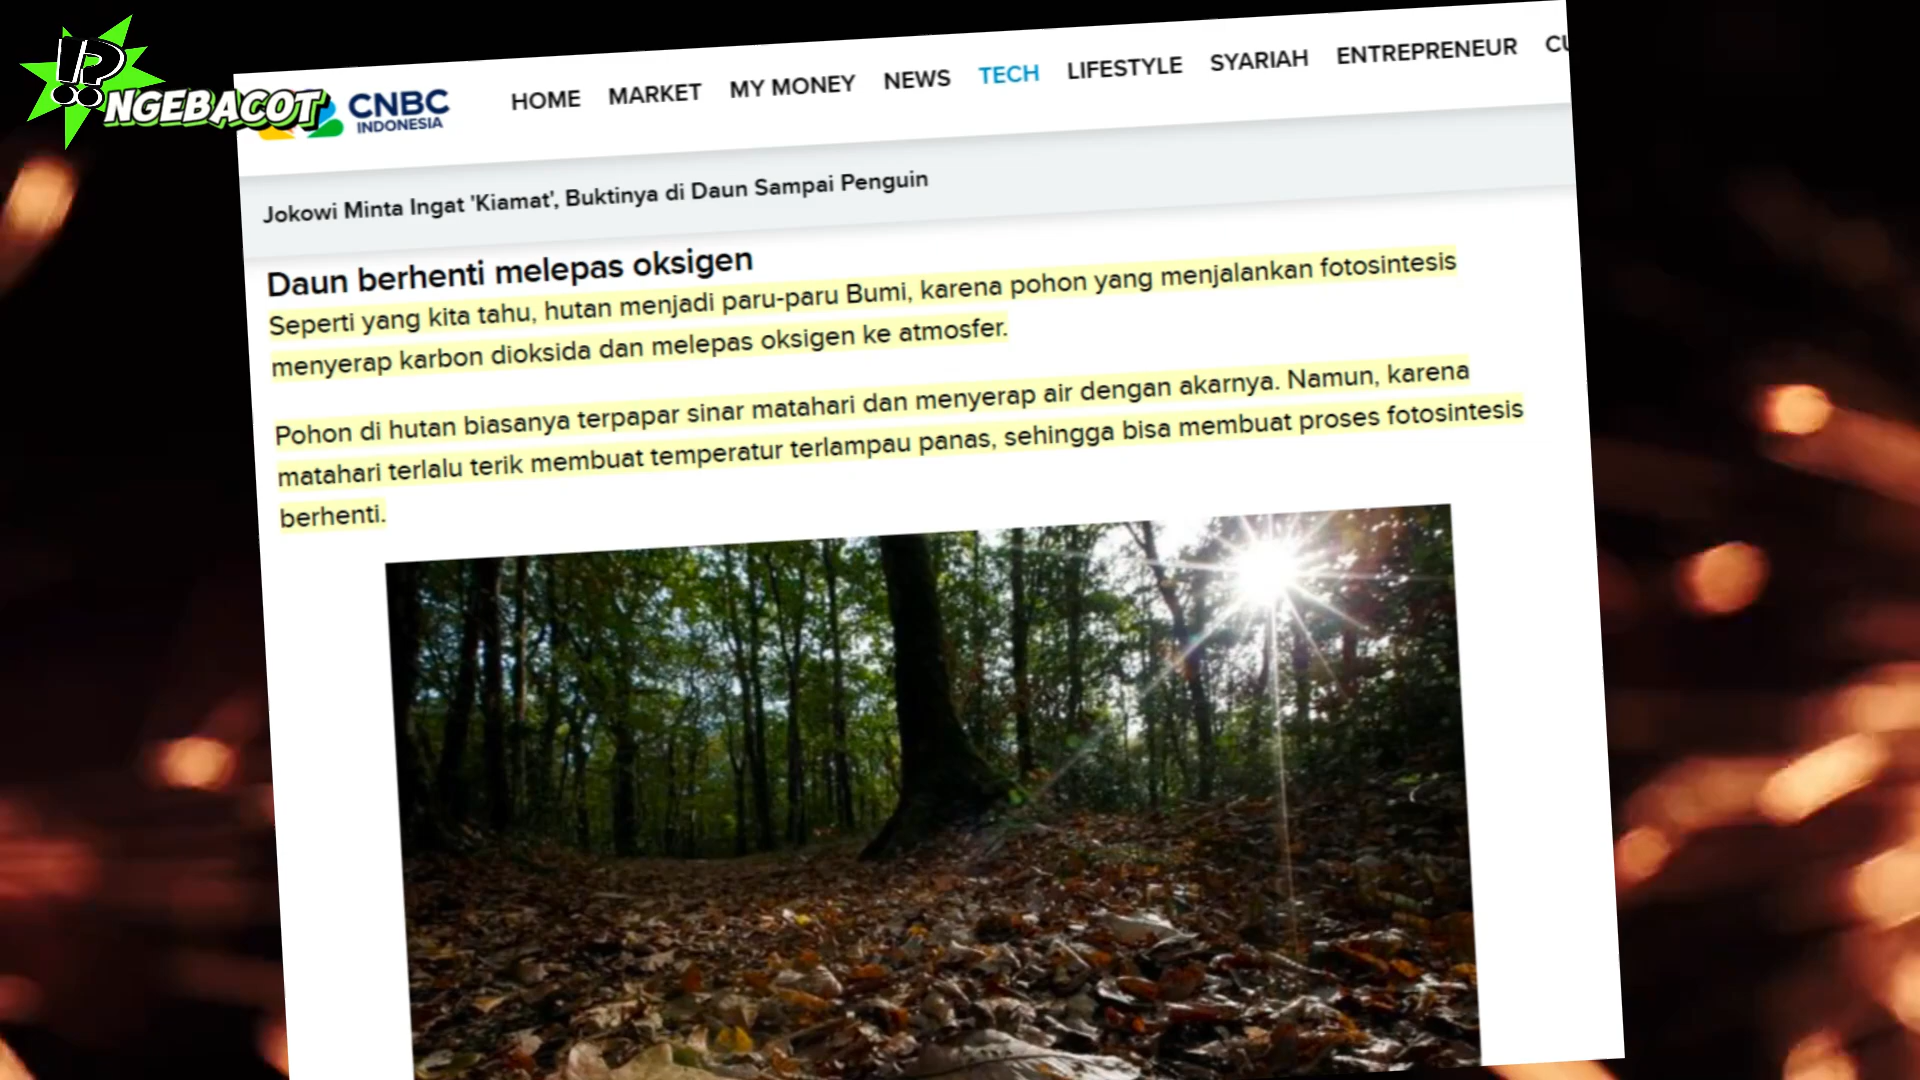 !?
NGEBACOT
CNBC
INDONESIA
HOME MARKET MY MONEY NEWS TECH LIFESTYLE SYARIAH ENTREPRENEUR
Jokowi Minta Ingat 'Kiamat', Buktinya di Daun Sampai Penguin
Daun berhenti melepas oksigen
Seperti yang kita tahu, hutan menjadi paru-paru Bumi, karena pohon yang menjalankan fotosintesis
menyerap karbon dioksida dan melepas oksigen ke atmosfer.
Pohon di hutan biasanya terpapar sinar matahari dan menyerap air dengan akarnya. Namun, karena
matahari terlalu terik membuat temperatur terlampau panas, sehingga bisa membuat proses fotosintesis
berhenti.